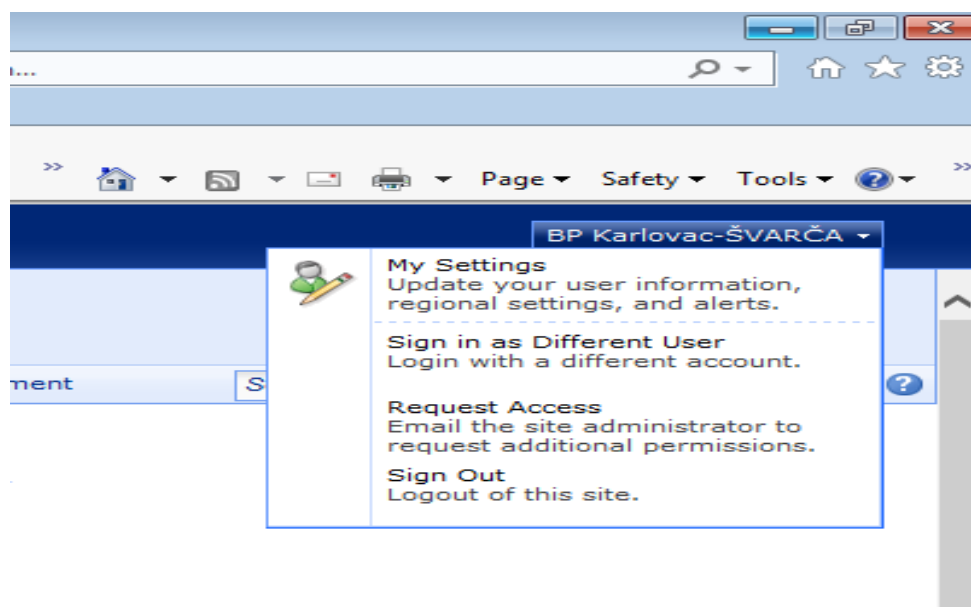 ...
Page Safety Tools
BP Karlovac-ŠVARČA
My Settings
Update your user information,
regional settings, and alerts.
Sign in as Different User
Login with a different account.
ment
S
Request Access
Email the site administrator to
request additional permissions.
Sign Out
Logout of this site.